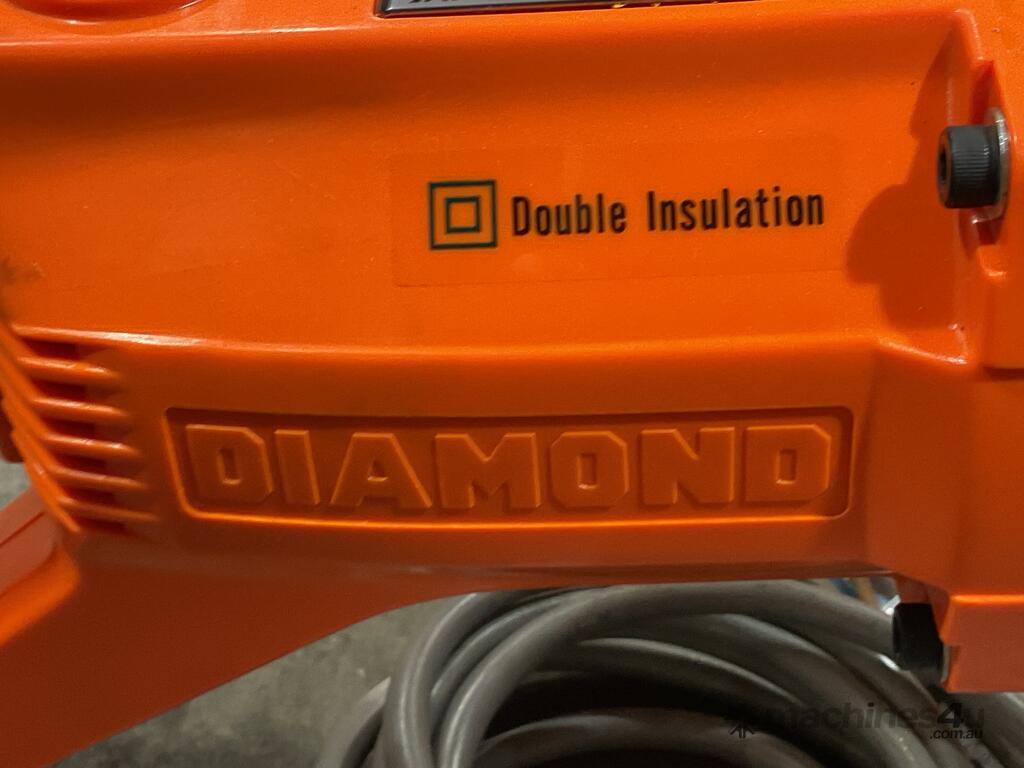 Double Insulation
DIAMOND
machines4u
.com.au